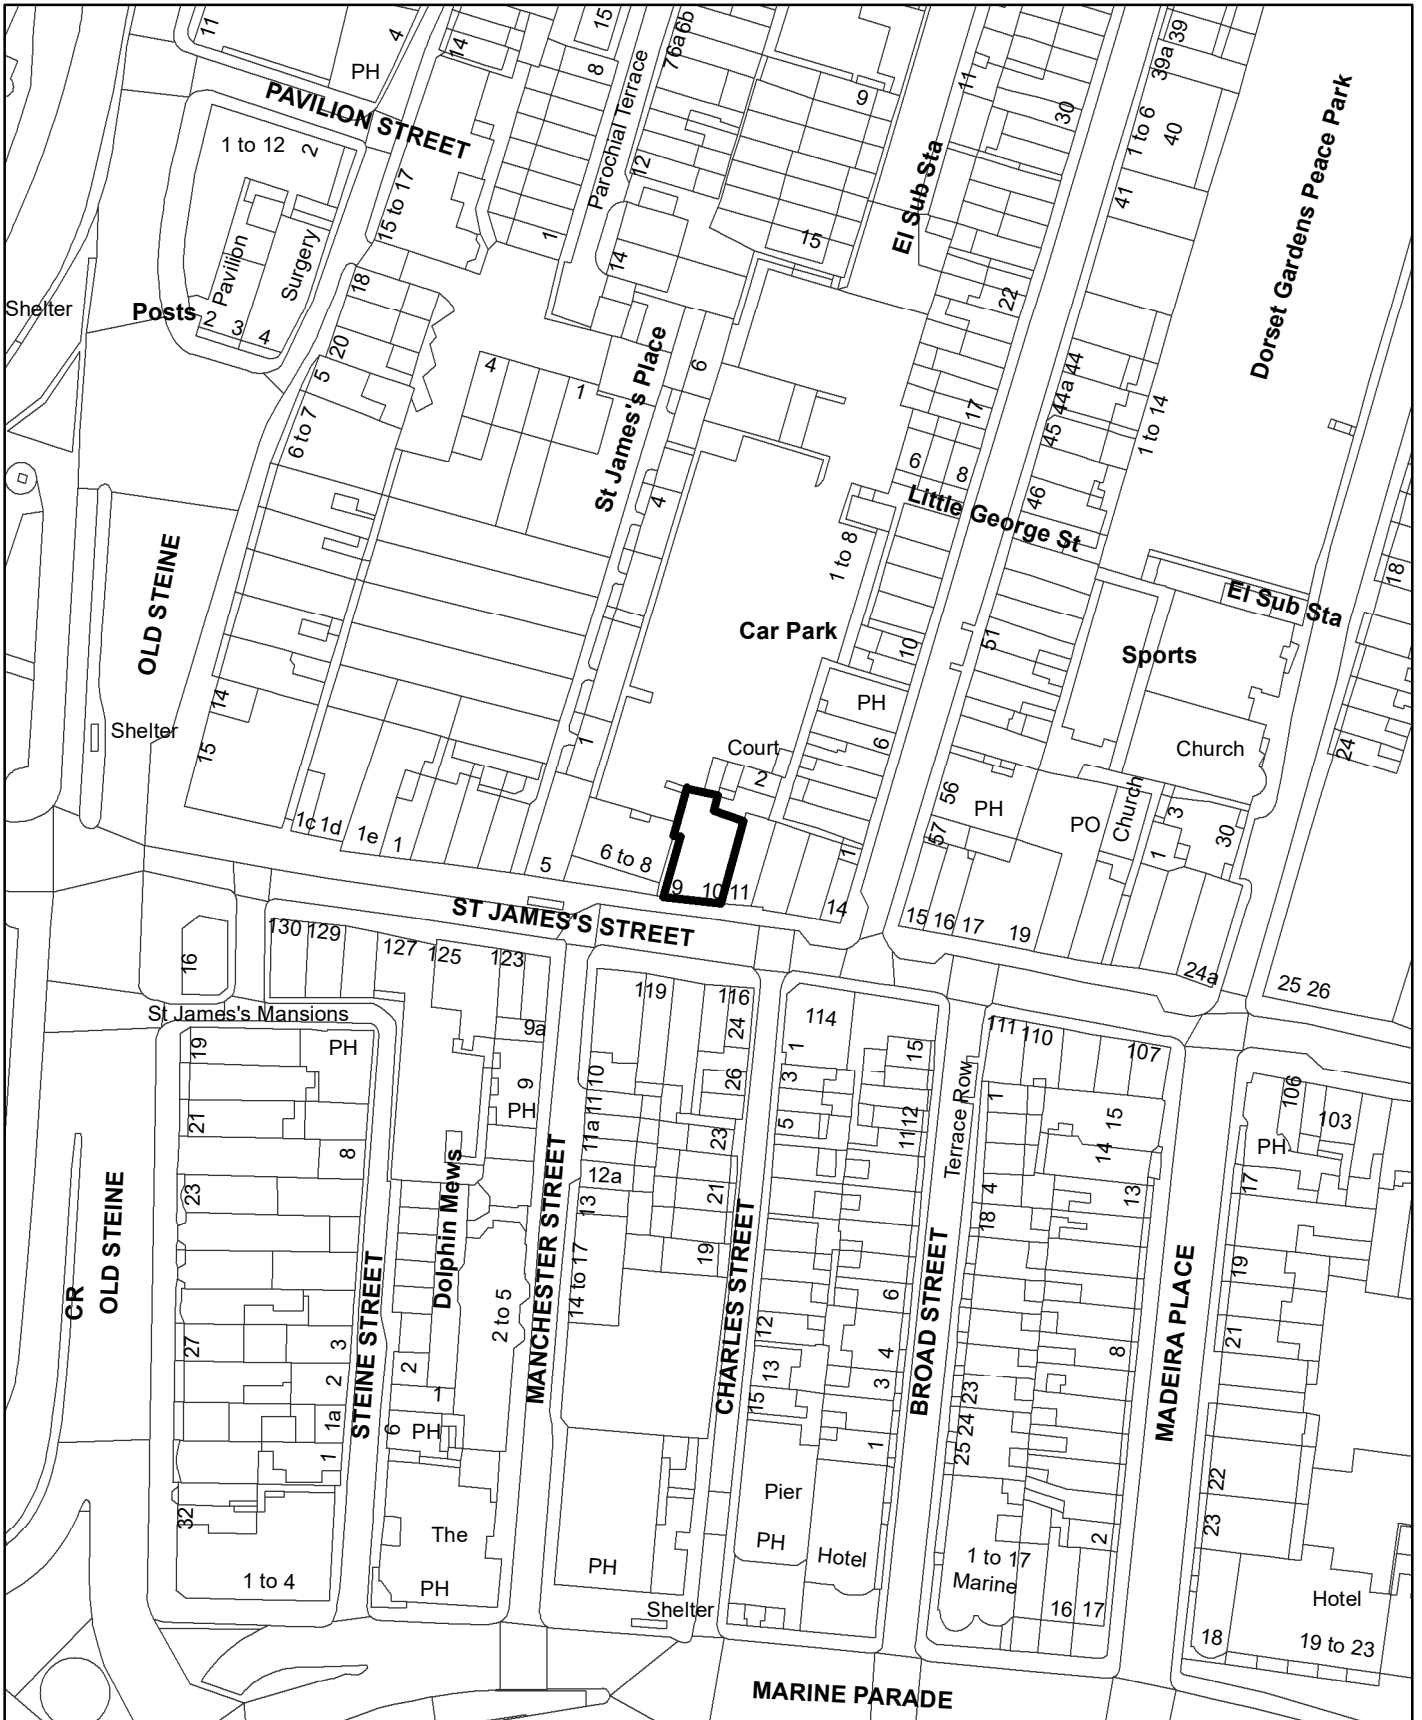 11
4
PH
14
15
8
76a6b
9
11
39
39a
30
1 to 6
40
41
PAVILION STREET
1 to 12
2
15 to 17
Parochial Terrace
12
1
14
15
El Sub Sta
22
Dorset Gardens Peace Park
Pavilion
Surgery
Shelter
Posts
2
3
4
18
20
5
6 to 7
4
1
St James's Place
6
4
17
6
8
44
44a
45
1 to 14
46
Little George St
1 to 8
10
51
18
El Sub Sta
OLD STEINE
Car Park
Sports
14
15
Shelter
1
PH
6
Court
2
Church
24
56
57
PH
PO
Church
3
1
30
1c
1d
1e
1
5
6 to 8
9
10
11
1
14
15
16
17
19
24a
25
26
ST JAMES'S STREET
130
129
127
125
123
16
119
116
24
114
St James's Mansions
19
PH
9a
9
PH
10
26
1
3
15
111
110
107
106
103
PH
21
8
11
11a
23
5
12
11
Terrace Row
1
15
14
23
12a
13
21
4
18
13
17
OLD STEINE
CR
Dolphin Mews
MANCHESTER STREET
14 to 17
19
CHARLES STREET
6
BROAD STREET
MADEIRA PLACE
19
27
STEINE STREET
3
2
1a
1
2
1
6
PH
2 to 5
12
13
15
4
3
1
23
24
25
8
21
22
23
32
1 to 4
The
PH
PH
Pier
PH
Hotel
1 to 17
Marine
2
16
17
Hotel
18
19 to 23
Shelter
MARINE PARADE